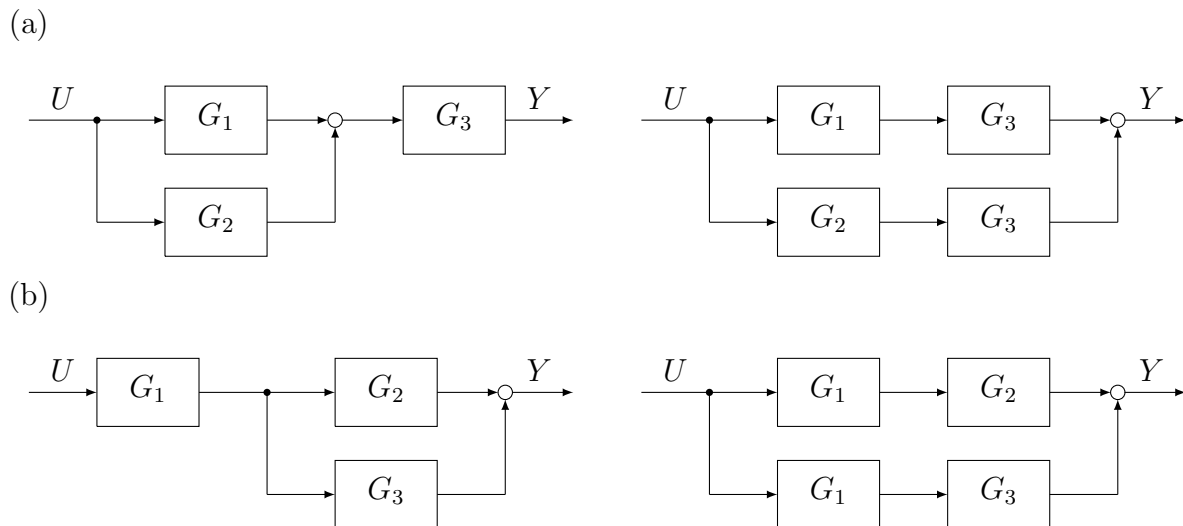 (a)
U G₁ G₃ Y U G₁ G₃ Y
G₂ G₂ G₃
(b)
U G₁ G₂ Y U G₁ G₂ Y
G₃ G₁ G₃